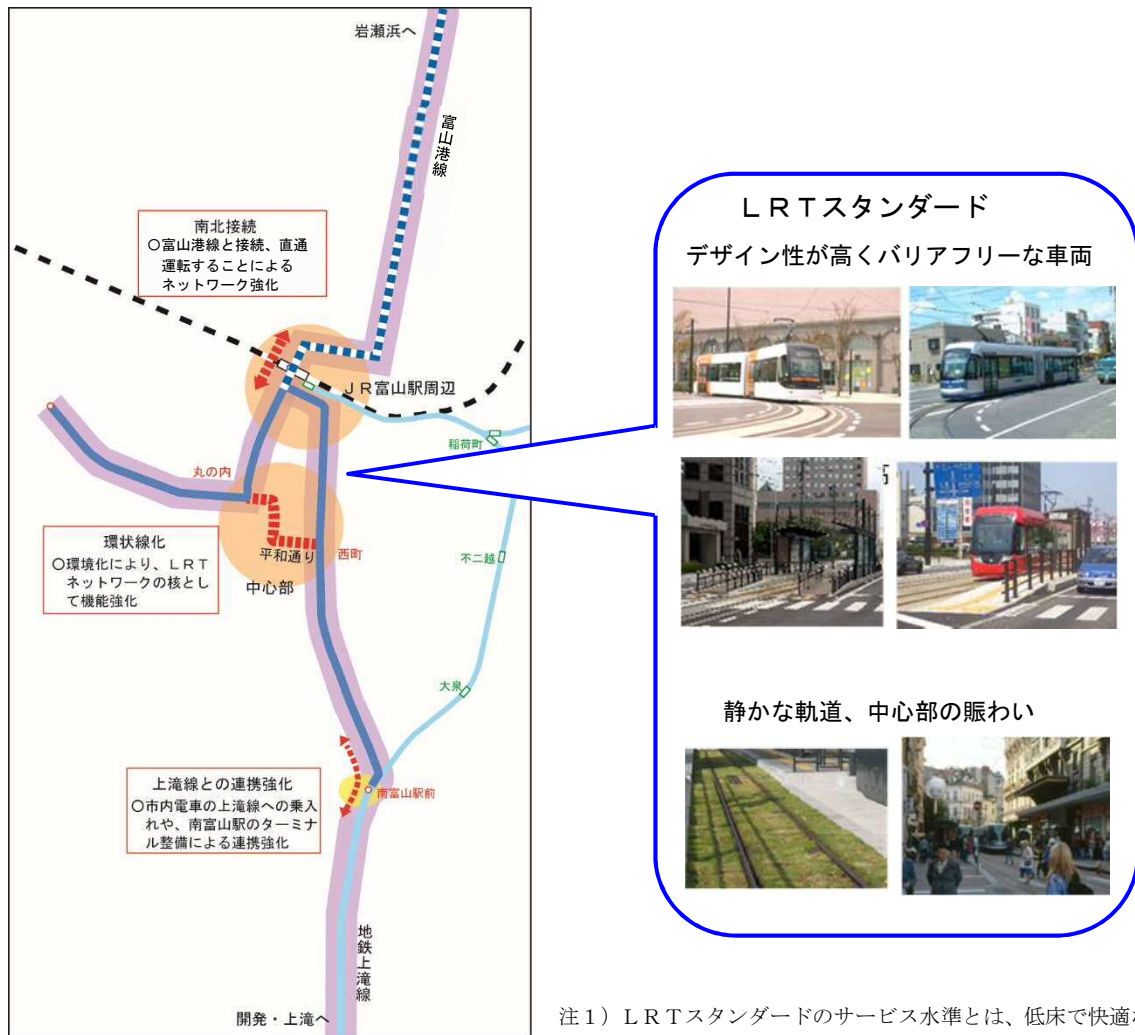 岩瀬浜へ
富山港線
南北接続
○富山港線と接続、直通
運転することによる
ネットワーク強化
ＪＲ富山駅周辺
稲荷町
丸の内
環状線化
○環境化により、ＬＲＴ
ネットワークの核とし
て機能強化
平和通り
西町
中心部
不二越
大泉
上滝線との連携強化
○市内電車の上滝線への乗入
れや、南富山駅のターミナ
ル整備による連携強化
南富山駅前
地鉄上滝線
開発・上滝へ
ＬＲＴスタンダード
デザイン性が高くバリアフリーな車両
静かな軌道、中心部の賑わい
注１）ＬＲＴスタンダードのサービス水準とは、低床で快適